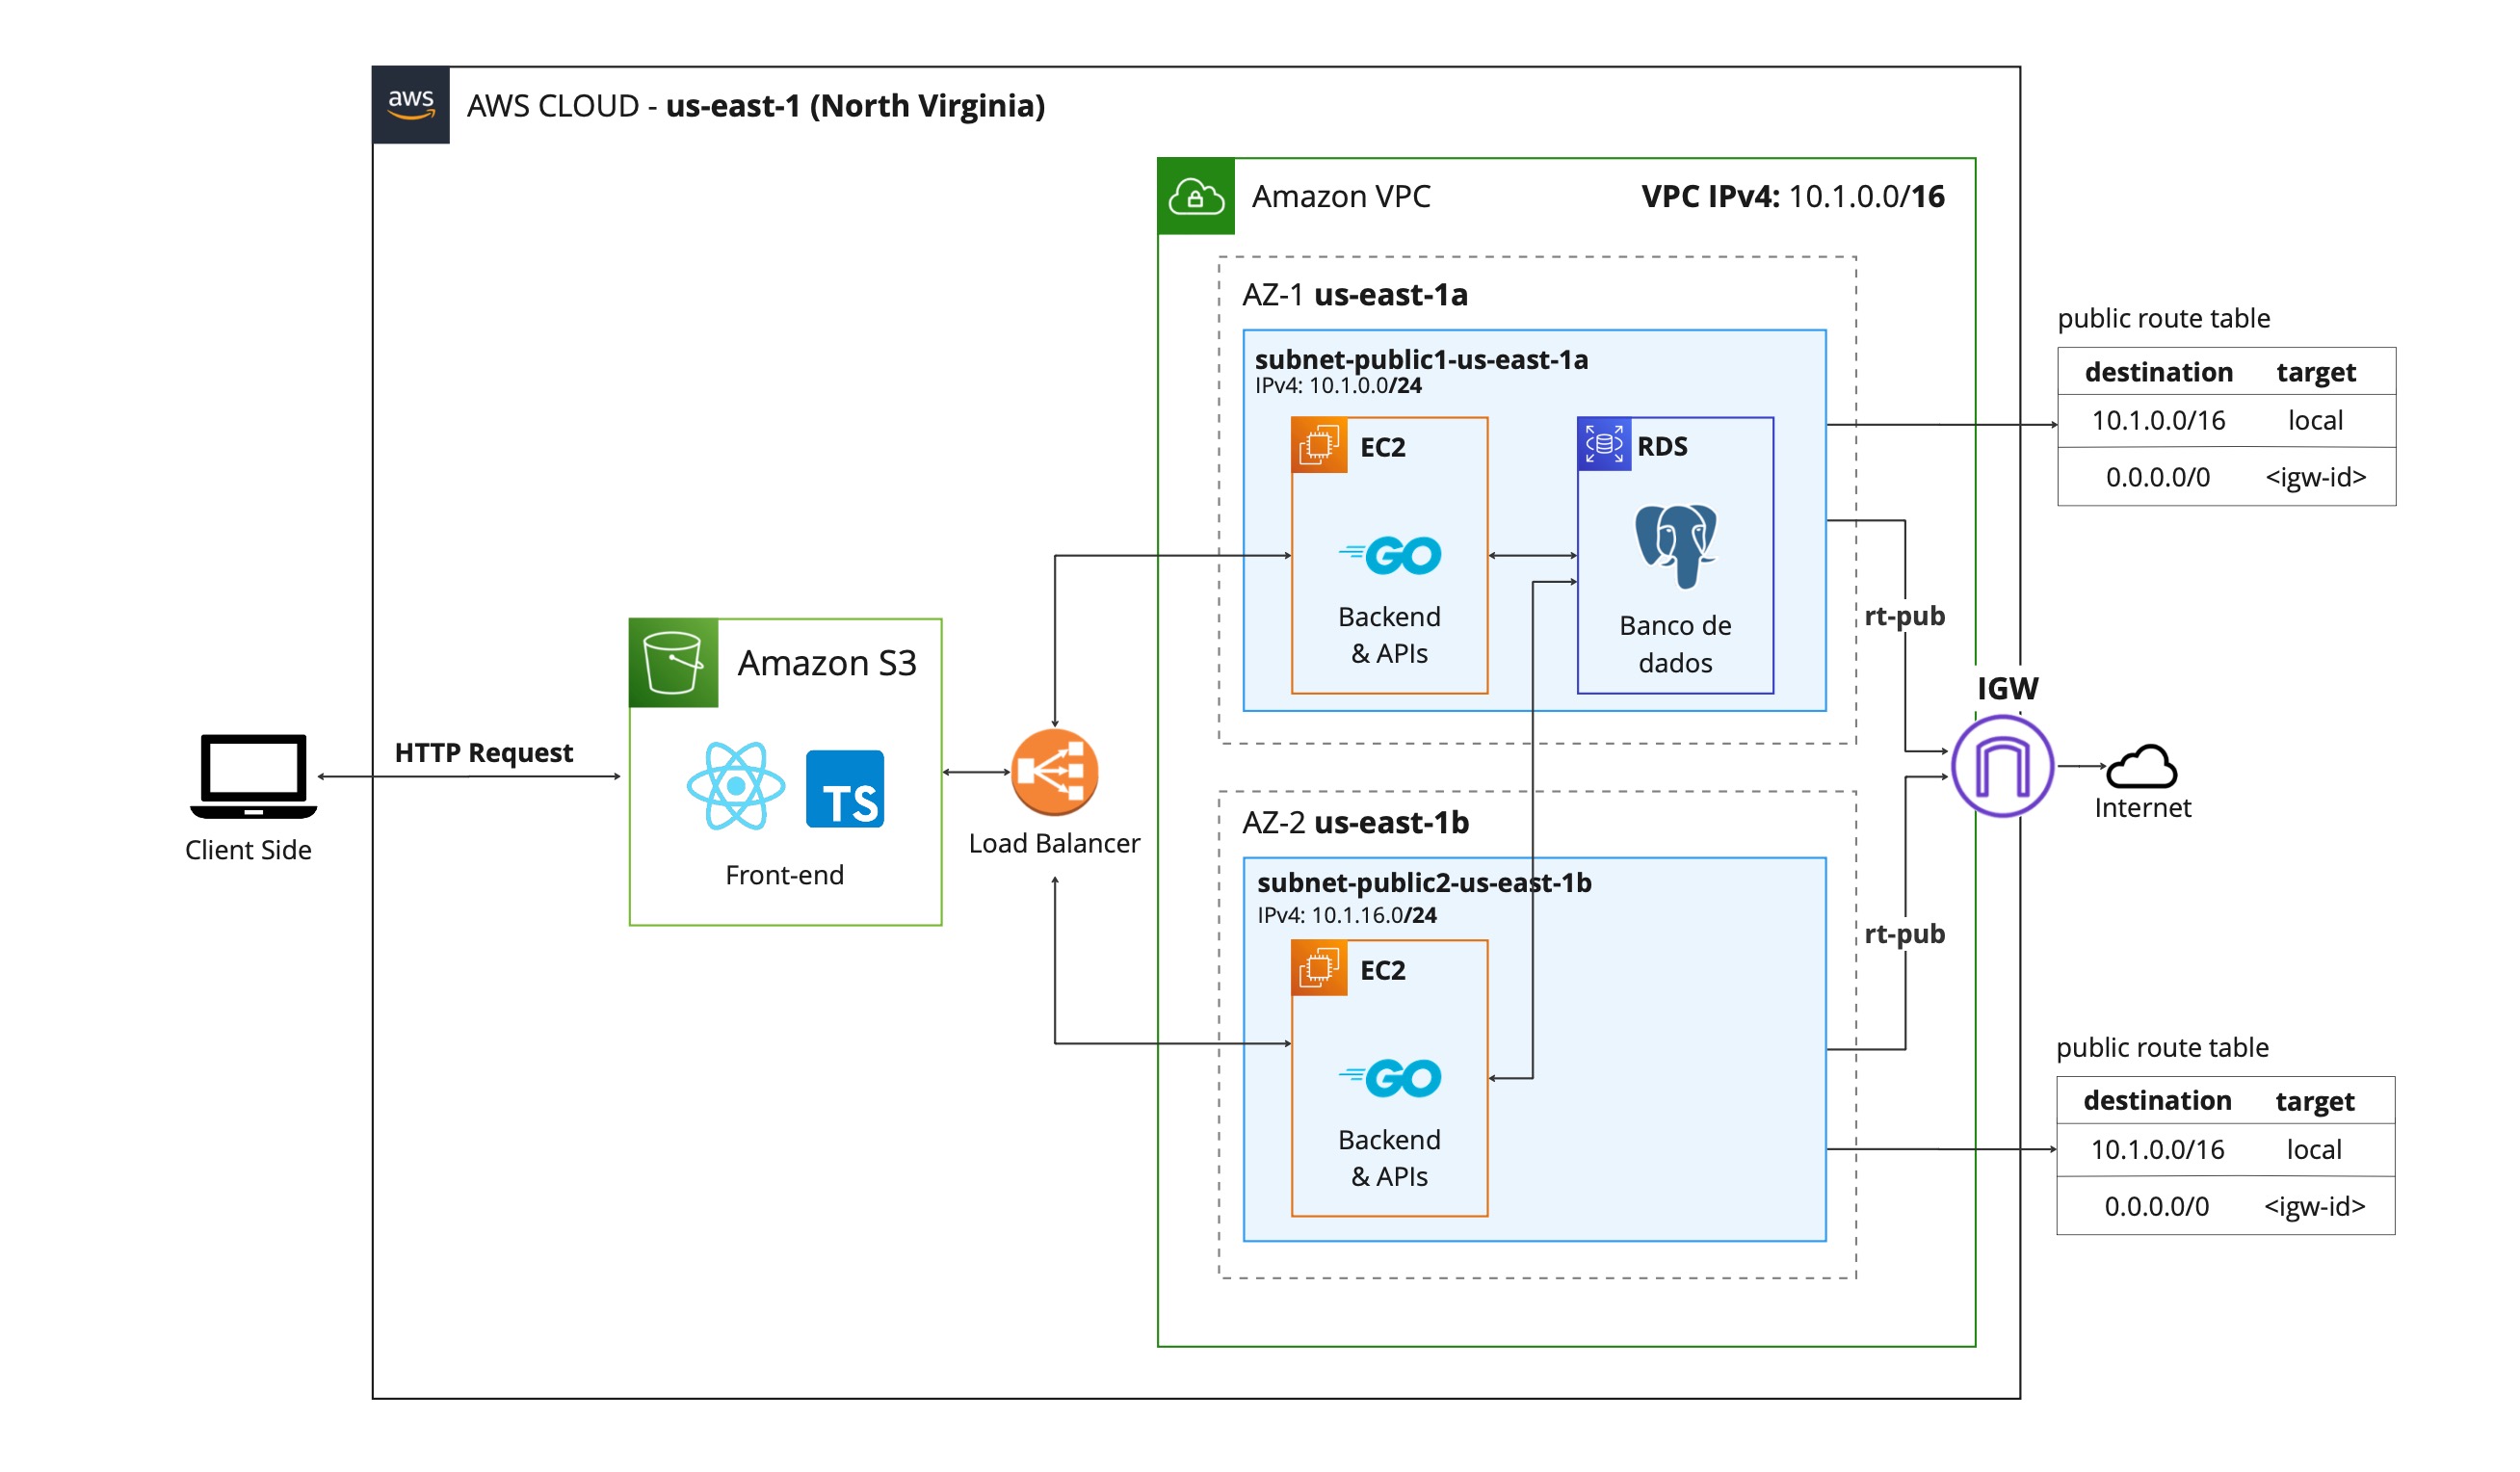 aws
AWS CLOUD - us-east-1 (North Virginia)
Amazon VPC
VPC IPv4: 10.1.0.0/16
AZ-1 us-east-1a
subnet-public1-us-east-1a
IPv4: 10.1.0.0/24
EC2
GO
Backend
& APIs
RDS
Banco de
dados
public route table
destination target
10.1.0.0/16 local
0.0.0.0/0 <igw-id>
rt-pub
IGW
Internet
Client Side
HTTP Request
Amazon S3
TS
Front-end
Load Balancer
AZ-2 us-east-1b
subnet-public2-us-east-1b
IPv4: 10.1.16.0/24
EC2
GO
Backend
& APIs
rt-pub
public route table
destination target
10.1.0.0/16 local
0.0.0.0/0 <igw-id>